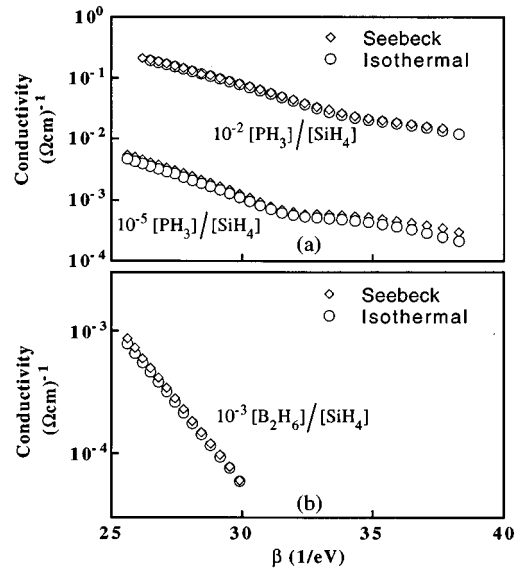 10⁰
(a)
◇ Seebeck
○ Isothermal
10⁻¹
10⁻²
10⁻³
10⁻⁴
Conductivity
(Ωcm)⁻¹
10⁻² [PH₃]/[SiH₄]
10⁻⁵ [PH₃]/[SiH₄]
(a)
◇ Seebeck
○ Isothermal
10⁻³
10⁻⁴
Conductivity
(Ωcm)⁻¹
10⁻³ [B₂H₆]/[SiH₄]
(b)
25 30 35 40
β (1/eV)